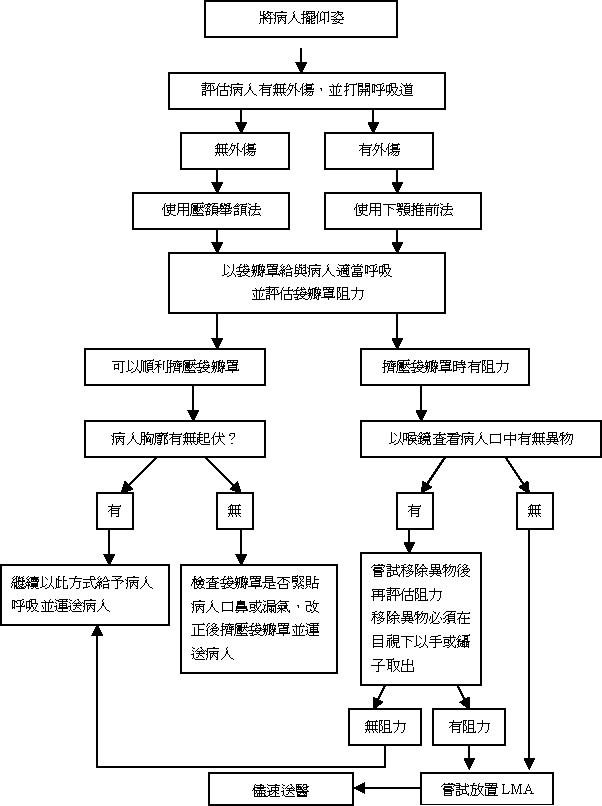 將病人擺仰姿
評估病人有無外傷，並打開呼吸道
無外傷
有外傷
使用壓額舉頷法
使用下顎推前法
以袋瓣罩給與病人適當呼吸
並評估袋瓣罩阻力
可以順利擠壓袋瓣罩
擠壓袋瓣罩時有阻力
病人胸廓有無起伏？
以喉鏡查看病人口中有無異物
有
無
有
無
繼續以此方式給予病人
呼吸並運送病人
檢查袋瓣罩是否緊貼
病人口鼻或漏氣，改
正後擠壓袋瓣罩並運
送病人
嘗試移除異物後
再評估阻力
移除異物必須在
目視下以手或鑷
子取出
無阻力
有阻力
儘速送醫
嘗試放置 LMA